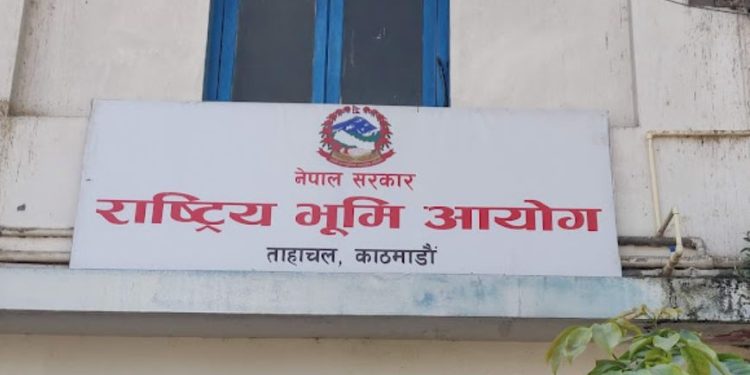 नेपाल सरकार
राष्ट्रिय भूमि आयोग
ताहाचल, काठमाडौं